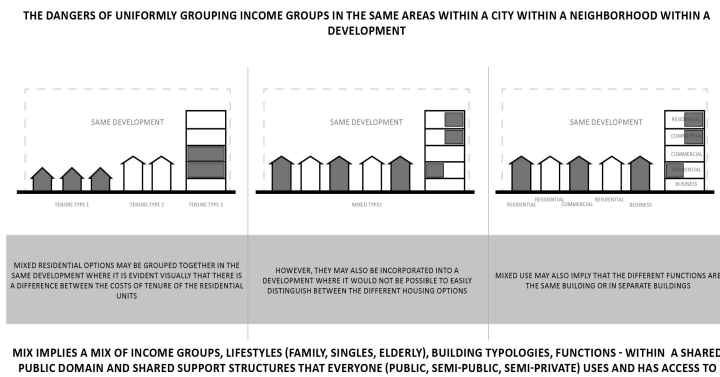 THE DANGERS OF UNIFORMLY GROUPING INCOME GROUPS IN THE SAME AREAS WITHIN A CITY WITHIN A NEIGHBORHOOD WITHIN A
DEVELOPMENT
SAME DEVELOPMENT
TENURE TYPE 1
TENURE TYPE 2
TENURE TYPE 3
SAME DEVELOPMENT
MIXED TYPES
SAME DEVELOPMENT
RESIDENTIAL
COMMERCIAL
COMMERCIAL
RESIDENTIAL
BUSINESS
RESIDENTIAL
RESIDENTIAL
COMMERCIAL
RESIDENTIAL
BUSINESS
MIXED RESIDENTIAL OPTIONS MAY BE GROUPED TOGETHER IN THE
SAME DEVELOPMENT WHERE IT IS EVIDENT VISUALLY THAT THERE IS
A DIFFERENCE BETWEEN THE COSTS OF TENURE OF THE RESIDENTIAL
UNITS
HOWEVER, THEY MAY ALSO BE INCORPORATED INTO A
DEVELOPMENT WHERE IT WOULD NOT BE POSSIBLE TO EASILY
DISTINGUISH BETWEEN THE DIFFERENT HOUSING OPTIONS
MIXED USE MAY ALSO IMPLY THAT THE DIFFERENT FUNCTIONS ARE
THE SAME BUILDING OR IN SEPARATE BUILDINGS
MIX IMPLIES A MIX OF INCOME GROUPS, LIFESTYLES (FAMILY, SINGLES, ELDERLY), BUILDING TYPOLOGIES, FUNCTIONS - WITHIN A SHARED
PUBLIC DOMAIN AND SHARED SUPPORT STRUCTURES THAT EVERYONE (PUBLIC, SEMI-PUBLIC, SEMI-PRIVATE) USES AND HAS ACCESS TO